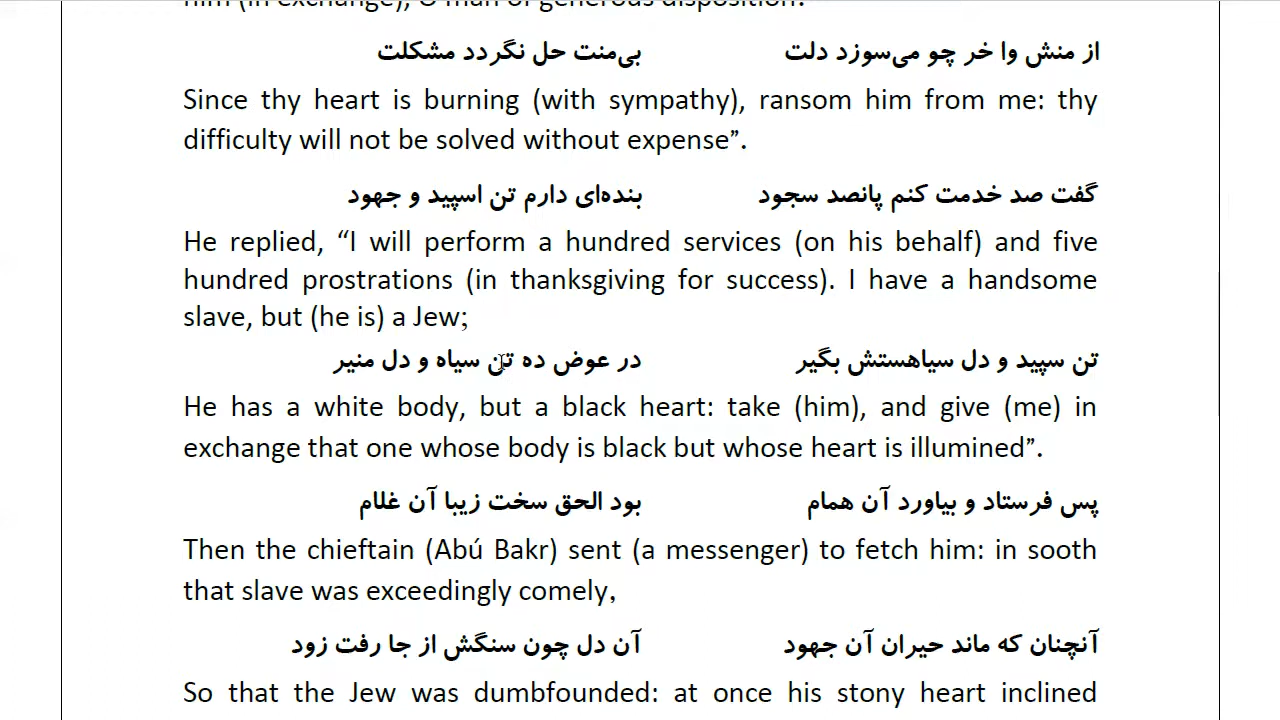 him (in exchange), O man of generous disposition!
از منش وا خر چو می‌سوزد دلت بی‌منت حل نگردد مشکلت
Since thy heart is burning (with sympathy), ransom him from me: thy
difficulty will not be solved without expense”.
گفت صد خدمت کنم پانصد سجود بنده‌ای دارم تن اسپید و جهود
He replied, “I will perform a hundred services (on his behalf) and five
hundred prostrations (in thanksgiving for success). I have a handsome
slave, but (he is) a Jew;
تن سپید و دل سیاهستش بگیر در عوض ده تن سیاه و دل منیر
He has a white body, but a black heart: take (him), and give (me) in
exchange that one whose body is black but whose heart is illumined”.
پس فرستاد و بیاورد آن همام بود الحق سخت زیبا آن غلام
Then the chieftain (Abú Bakr) sent (a messenger) to fetch him: in sooth
that slave was exceedingly comely,
آنچنان که ماند حیران آن جهود آن دل چون سنگش از جا رفت زود
So that the Jew was dumbfounded: at once his stony heart inclined